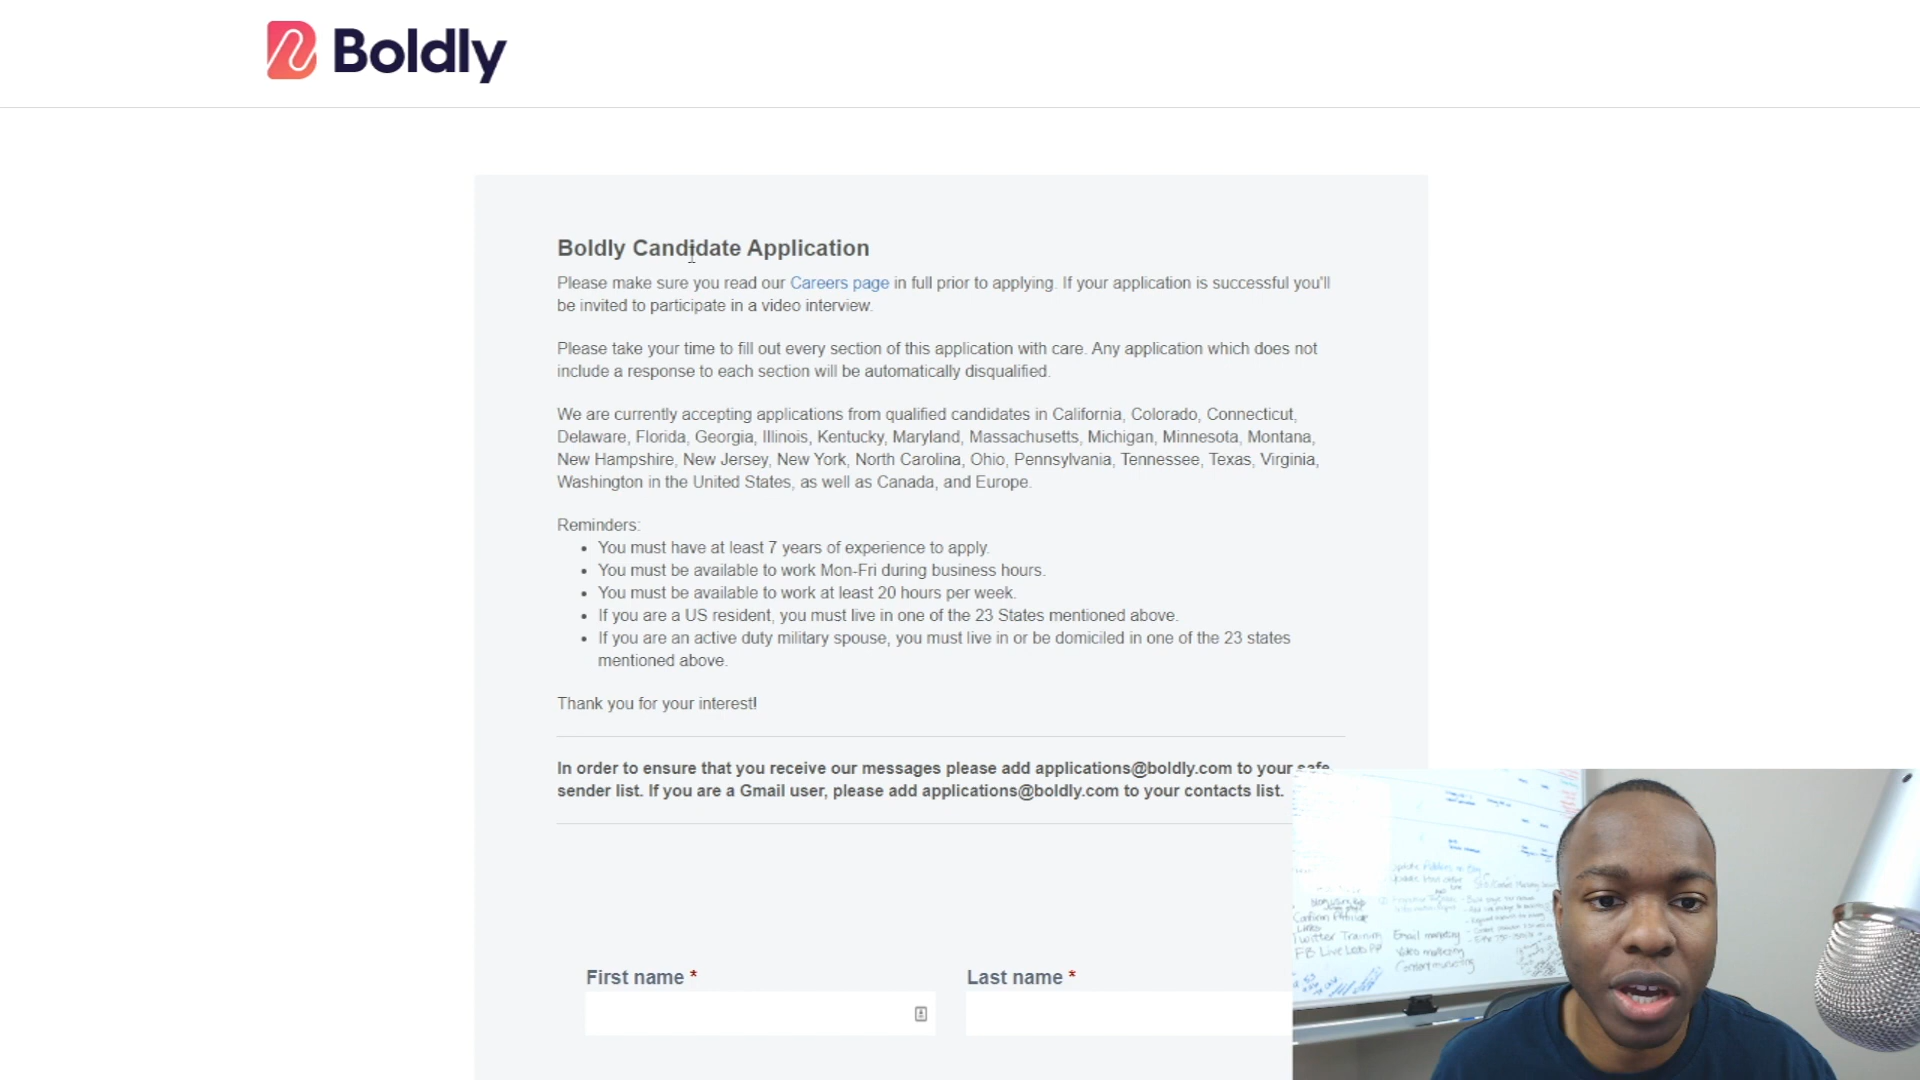 Boldly
Boldly Candidate Application
Please make sure you read our Careers page in full prior to applying. If your application is successful you'll
be invited to participate in a video interview.
Please take your time to fill out every section of this application with care. Any application which does not
include a response to each section will be automatically disqualified.
We are currently accepting applications from qualified candidates in California, Colorado, Connecticut,
Delaware, Florida, Georgia, Illinois, Kentucky, Maryland, Massachusetts, Michigan, Minnesota, Montana,
New Hampshire, New Jersey, New York, North Carolina, Ohio, Pennsylvania, Tennessee, Texas, Virginia,
Washington in the United States, as well as Canada, and Europe.
Reminders:
• You must have at least 7 years of experience to apply.
• You must be available to work Mon-Fri during business hours.
• You must be available to work at least 20 hours per week.
• If you are a US resident, you must live in one of the 23 States mentioned above.
• If you are an active duty military spouse, you must live in or be domiciled in one of the 23 states
mentioned above.
Thank you for your interest!
In order to ensure that you receive our messages please add applications@boldly.com to your safe
sender list. If you are a Gmail user, please add applications@boldly.com to your contacts list.
First name *
Last name *
Twitter Training
FB Live
Email marketing
Video marketing
Content marketing